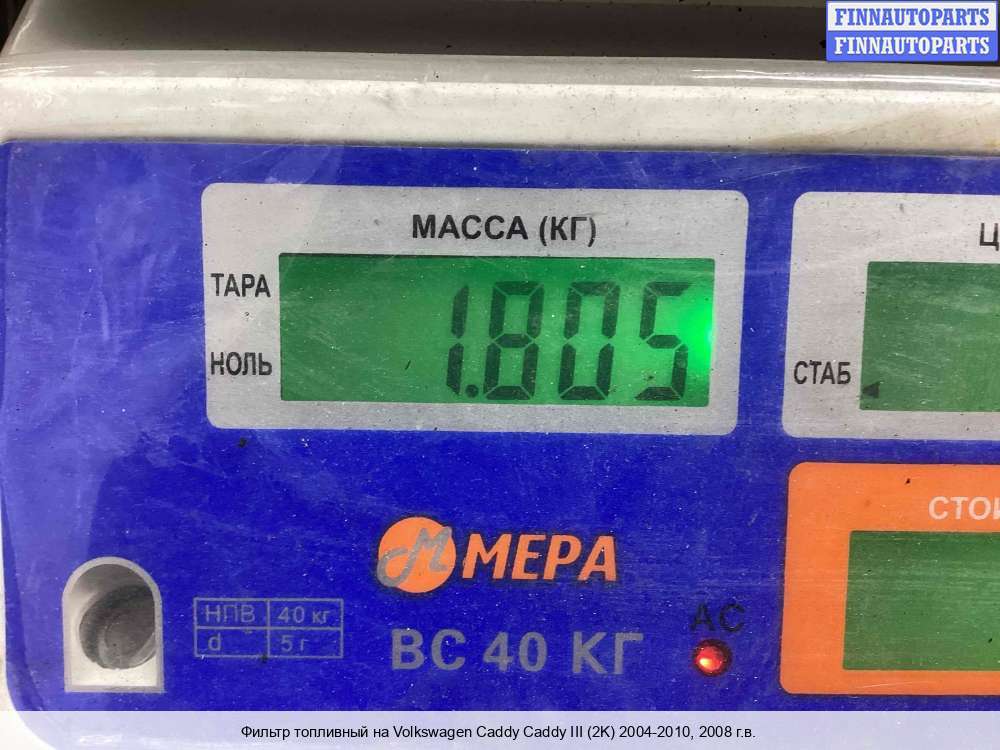 FINNAUTOPARTS
FINNAUTOPARTS
МАССА (КГ)
ТАРА
1.805
НОЛЬ
СТАБ
МЕРА
НПВ 40 кг
d 5 г
ВС 40 КГ
АС
Фильтр топливный на Volkswagen Caddy Caddy III (2K) 2004-2010, 2008 г.в.